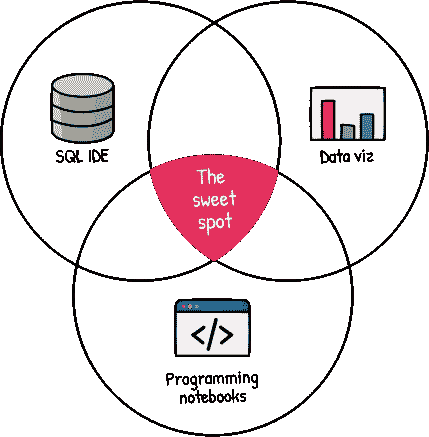 SQL IDE
Data viz
The
sweet
spot
</>
Programming
notebooks